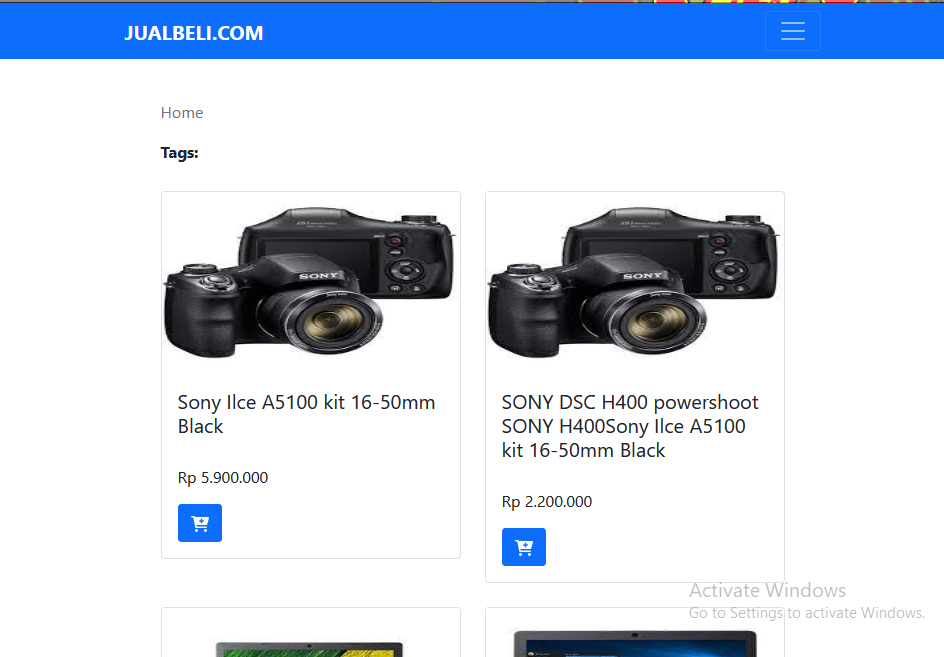 JUALBELI.COM
Home
Tags:
SONY
SONY
Sony Ilce A5100 kit 16-50mm
Black
Rp 5.900.000
SONY DSC H400 powershoot
SONY H400Sony Ilce A5100
kit 16-50mm Black
Rp 2.200.000
Activate Windows
Go to Settings to activate Windows.